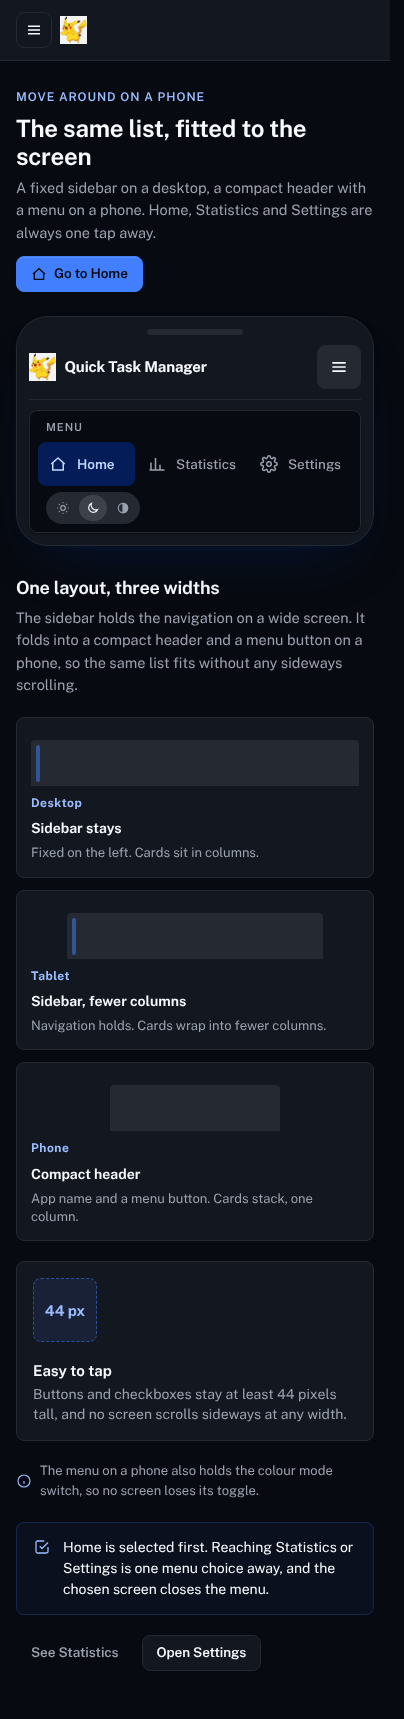 MOVE AROUND ON A PHONE
The same list, fitted to the
screen
A fixed sidebar on a desktop, a compact header with
a menu on a phone. Home, Statistics and Settings are
always one tap away.
Go to Home
Quick Task Manager
MENU
Home
Statistics
Settings
One layout, three widths
The sidebar holds the navigation on a wide screen. It
folds into a compact header and a menu button on a
phone, so the same list fits without any sideways
scrolling.
Desktop
Sidebar stays
Fixed on the left. Cards sit in columns.
Tablet
Sidebar, fewer columns
Navigation holds. Cards wrap into fewer columns.
Phone
Compact header
App name and a menu button. Cards stack, one
column.
44 px
Easy to tap
Buttons and checkboxes stay at least 44 pixels
tall, and no screen scrolls sideways at any width.
The menu on a phone also holds the colour mode
switch, so no screen loses its toggle.
Home is selected first. Reaching Statistics or
Settings is one menu choice away, and the
chosen screen closes the menu.
See Statistics
Open Settings